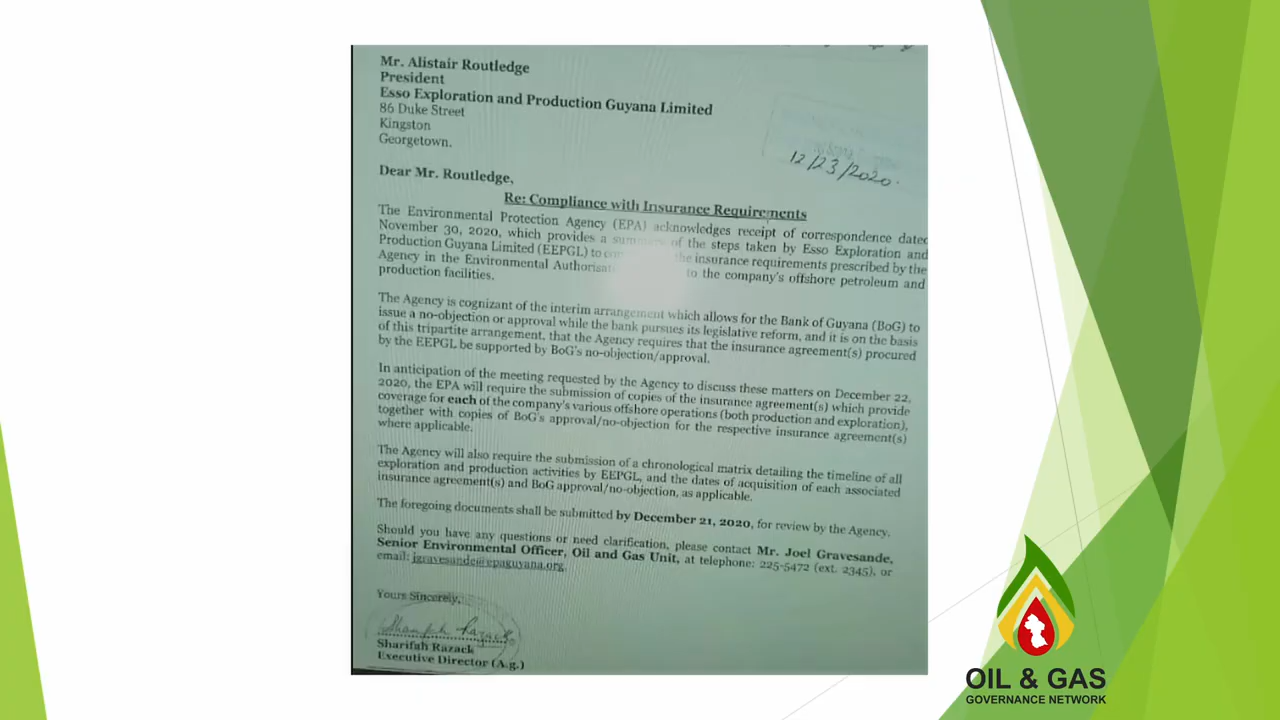 Mr. Alistair Routledge
President
Esso Exploration and Production Guyana Limited
86 Duke Street
Kingston
Georgetown.
12/23/2020.
Dear Mr. Routledge,
Re: Compliance with Insurance Requirements
The Environmental Protection Agency (EPA) acknowledges receipt of correspondence dated
November 30, 2020, which provides a summary of the steps taken by Esso Exploration and
Production Guyana Limited (EEPGL) to the insurance requirements prescribed by the
Agency in the Environmental to the company's offshore petroleum and
production facilities.
The Agency is cognizant of the interim arrangement which allows for the Bank of Guyana (BoG) to
issue a no-objection or approval while the bank pursues its legislative reform, and it is on the basis
of this tripartite arrangement, that the Agency requires that the insurance agreement(s) procured
by the EEPGL be supported by BoG's no-objection/approval.
In anticipation of the meeting requested by the Agency to discuss these matters on December 22,
2020, the EPA will require the submission of copies of the insurance agreement(s) which provide
coverage for each of the company's various offshore operations (both production and exploration),
together with copies of BoG's approval/no-objection for the respective insurance agreement(s)
where applicable.
The Agency will also require the submission of a chronological matrix detailing the timeline of all
exploration and production activities by EEPGL, and the dates of acquisition of each associated
insurance agreement(s) and BoG approval/no-objection, as applicable.
The foregoing documents shall be submitted by December 21, 2020, for review by the Agency.
Should you have any questions or need clarification, please contact Mr. Joel Gravesande,
Senior Environmental Officer, Oil and Gas Unit, at telephone: 225-5472 (ext. 2345), or
email: jgravesande@epaguyana.org.
Yours Sincerely,
Sharifah Razack
Sharifah Razack
Executive Director (A.g.)
OIL & GAS
GOVERNANCE NETWORK